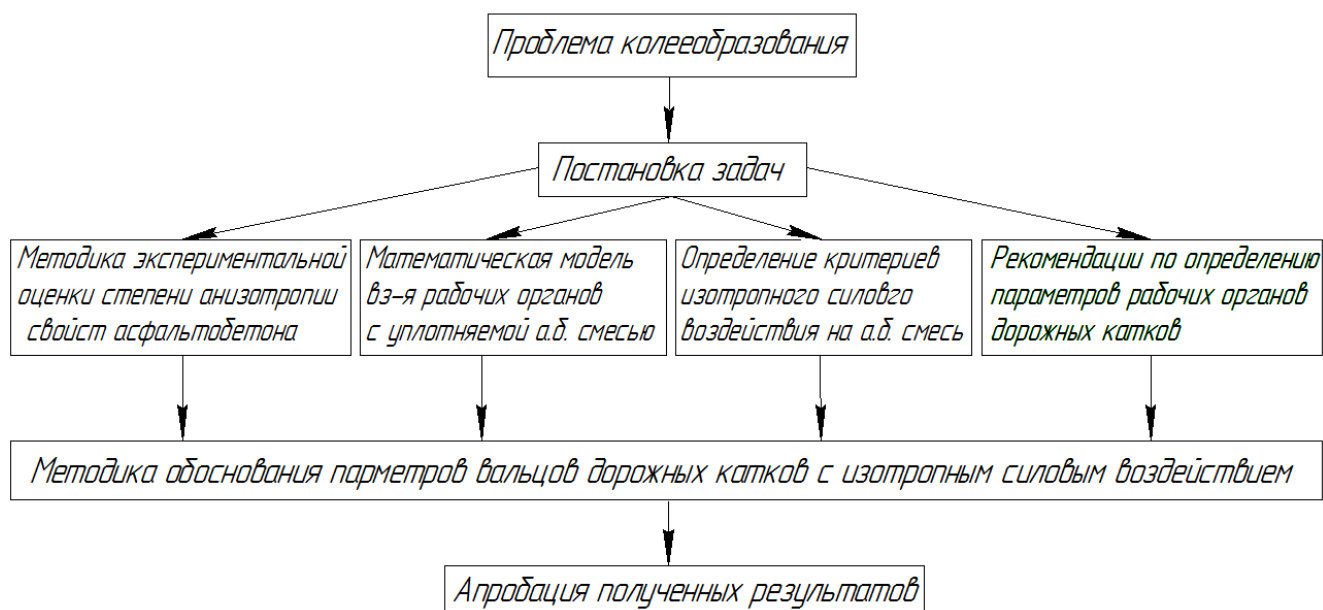 Проблема колееобразования
Постановка задач
Методика экспериментальной
оценки степени анизотропии
свойст асфальтобетона
Математическая модель
вз-я рабочих органов
с уплотняемой а.б. смесью
Определение критериев
изотропного силовго
воздействия на а.б. смесь
Рекомендации по определению
параметров рабочих органов
дорожных катков
Методика обоснования парметров вальцов дорожных катков с изотропным силовым воздействием
Апробация полученных результатов